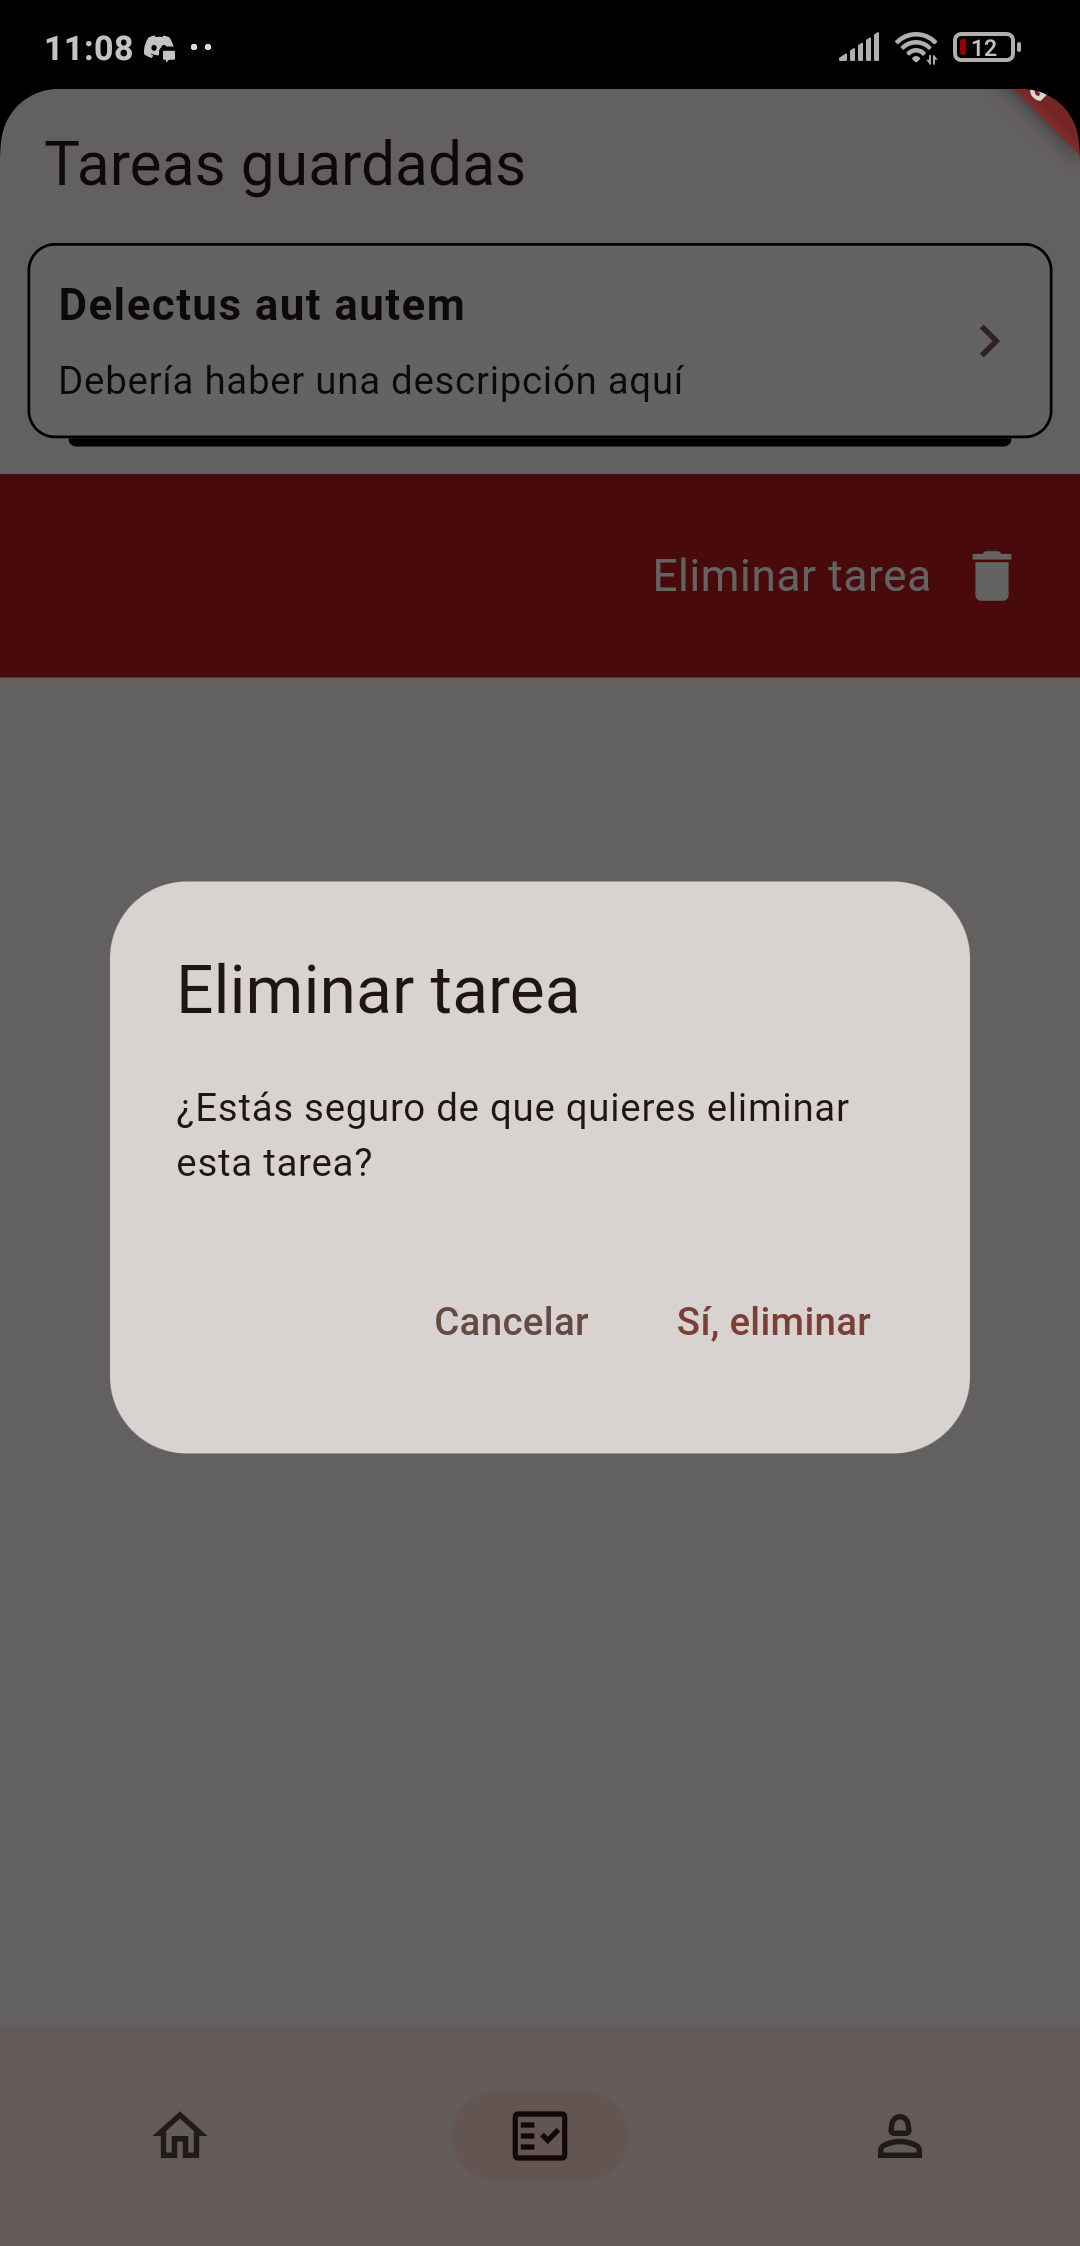 11:08
12
Tareas guardadas
Delectus aut autem
Debería haber una descripción aquí
Eliminar tarea
Eliminar tarea
¿Estás seguro de que quieres eliminar
esta tarea?
Cancelar
Sí, eliminar